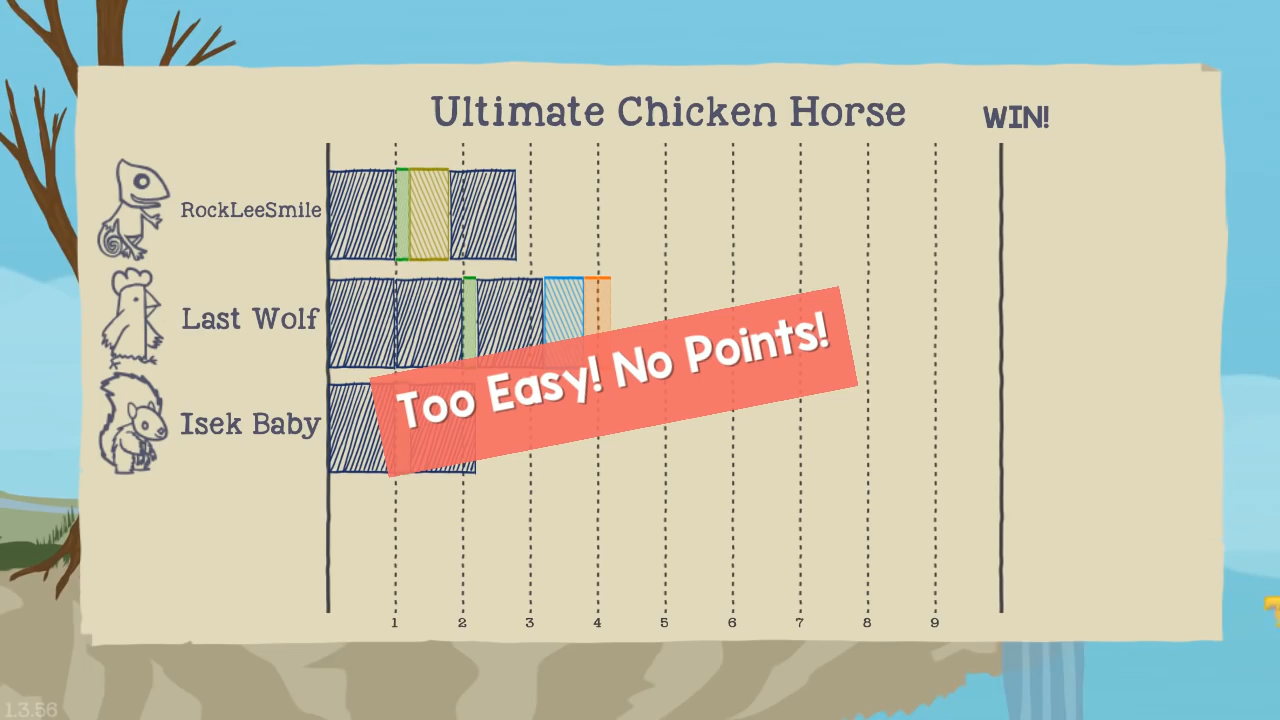 Ultimate Chicken Horse
WIN!
RockLeeSmile
Last Wolf
Isek Baby
Too Easy! No Points!
1 2 3 4 5 6 7 8 9
1.3.56